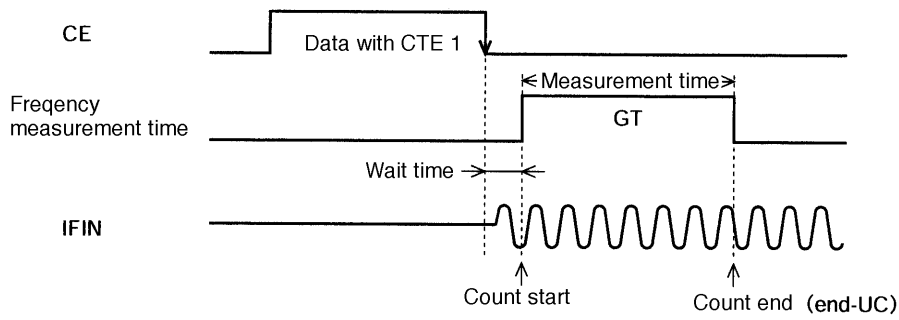 CE
Data with CTE 1
Measurement time
Freqency
measurement time
GT
Wait time
IFIN
Count start
Count end (end-UC)